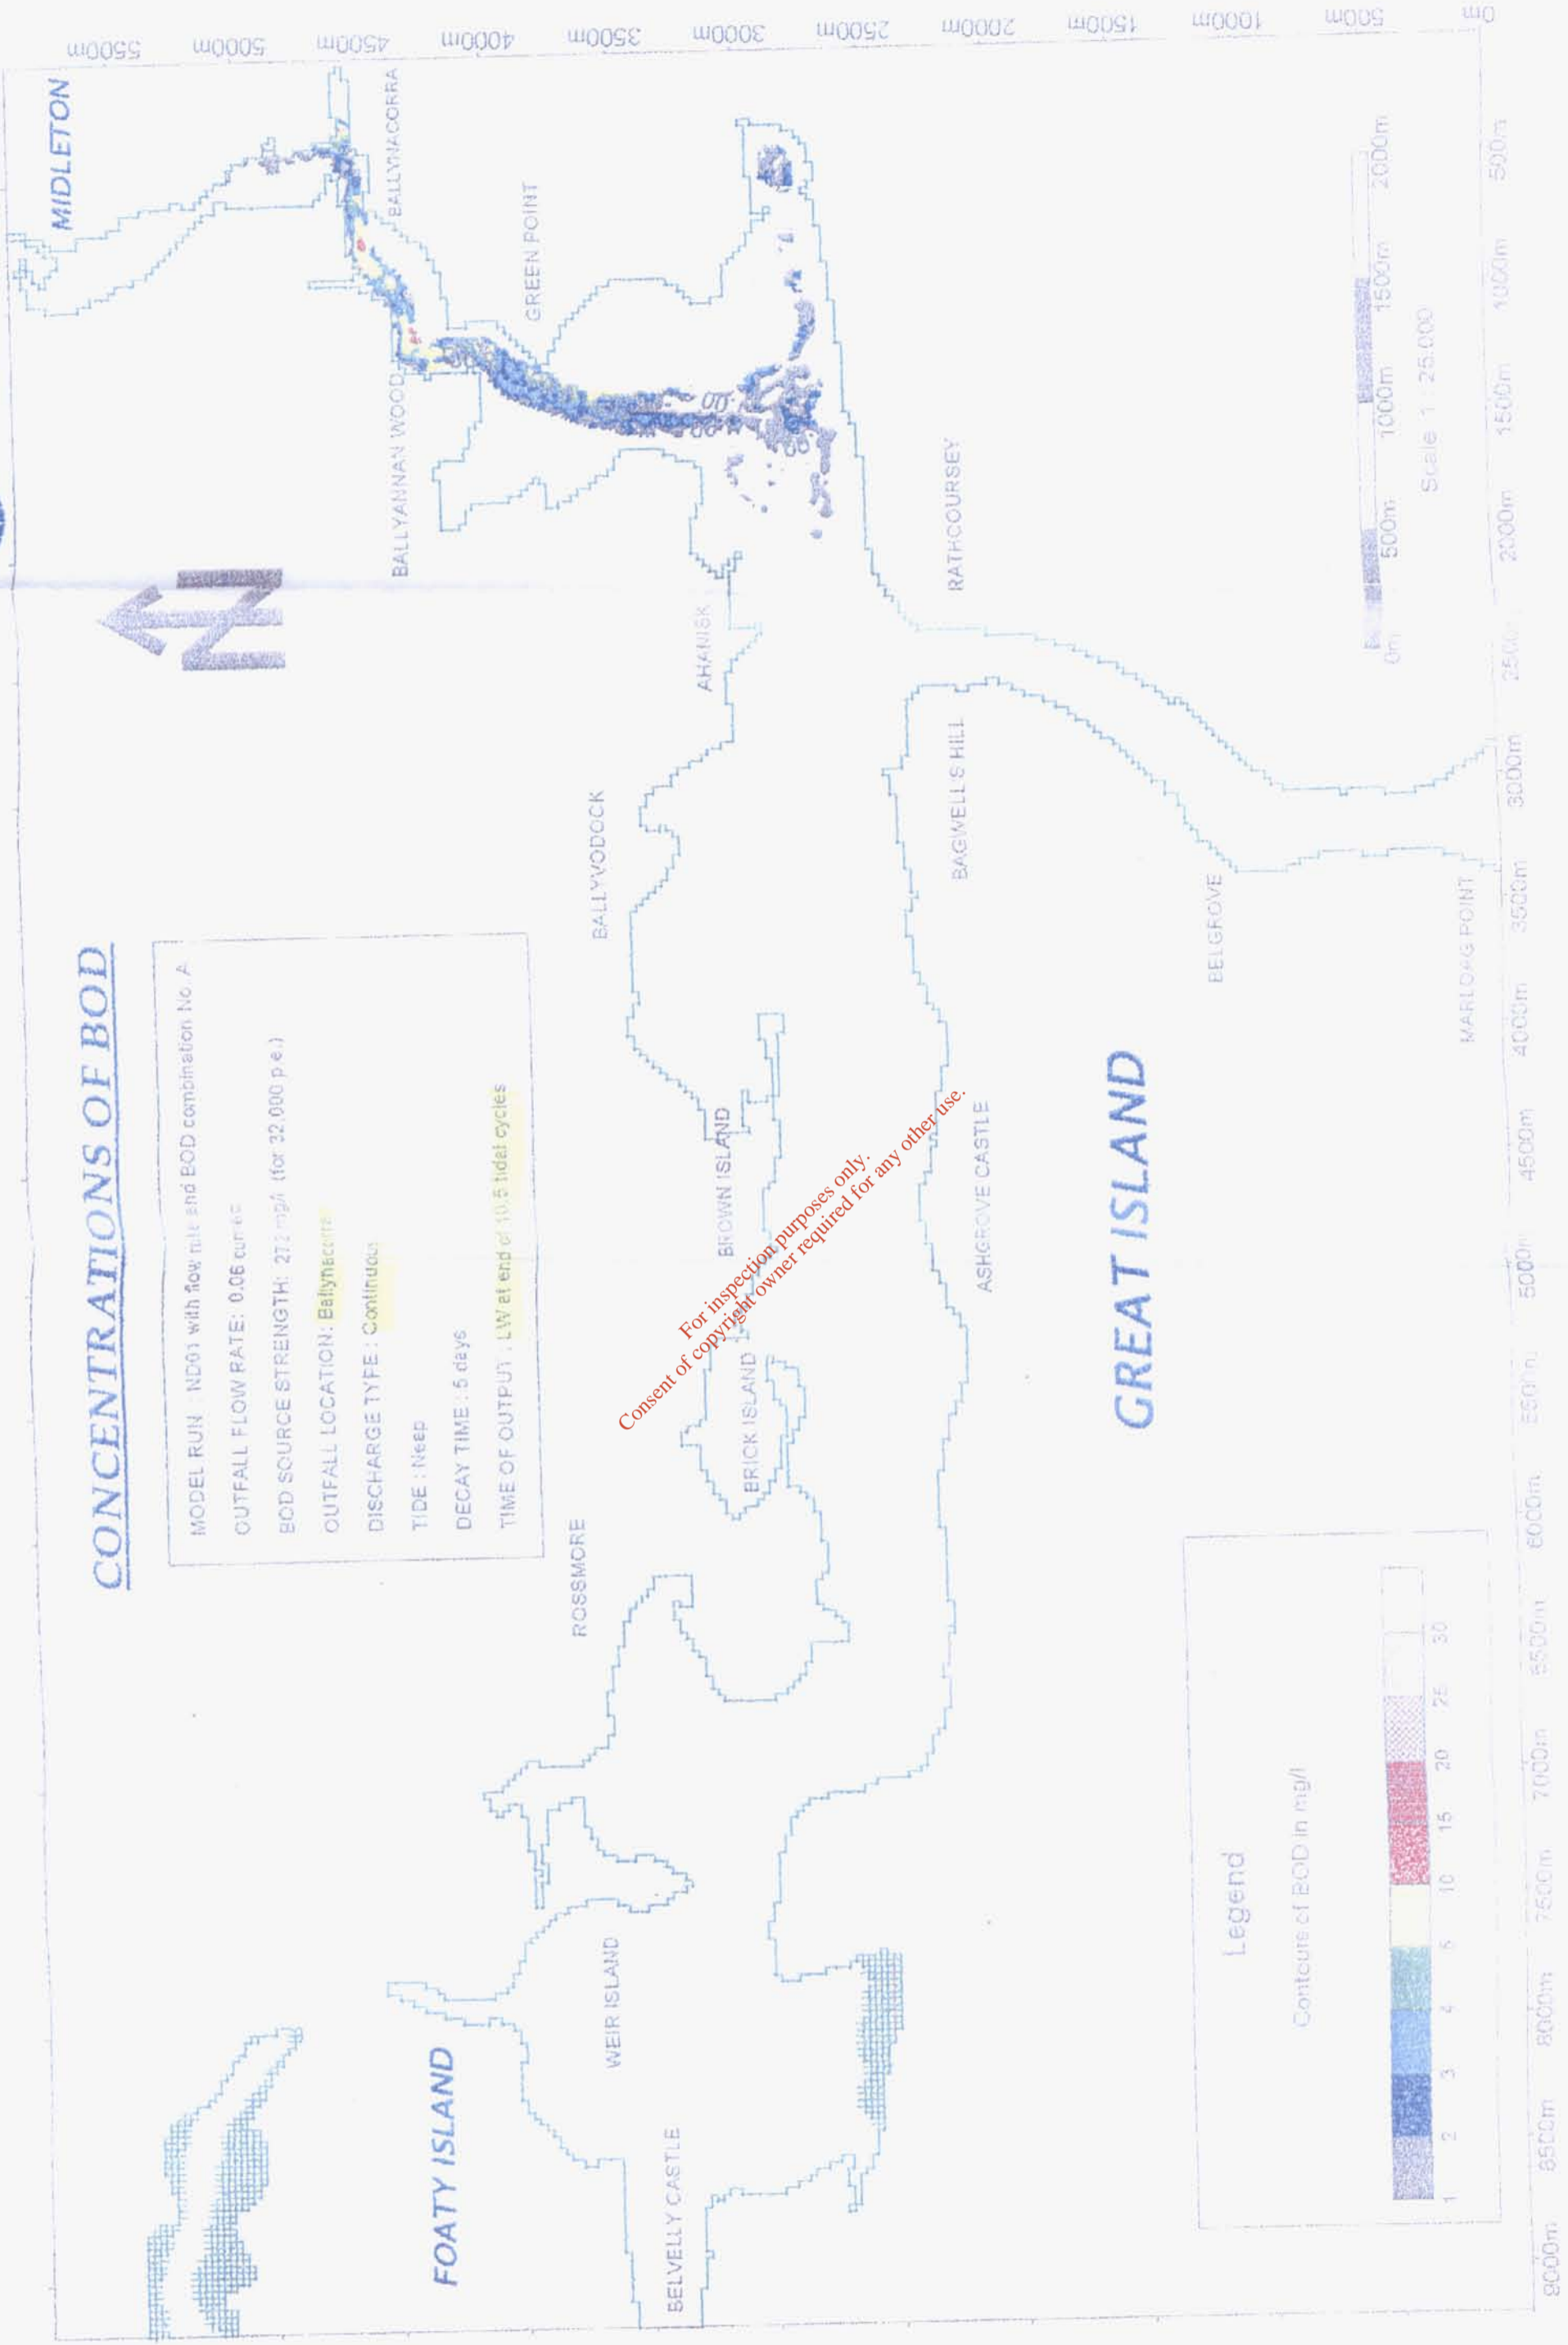 CONCENTRATIONS OF BOD
MODEL RUN : ND01 with flow rate and BOD combination No. A
OUTFALL FLOW RATE: 0.06 cumec
BOD SOURCE STRENGTH: mg/l (for 32,000 p.e.)
OUTFALL LOCATION: Ballynacorra
DISCHARGE TYPE : Continuous
TIDE : Neep
DECAY TIME : 5 days
TIME OF OUTPUT : LW at end of 10.5 tidal cycles
N
MIDLETON
BALLYNACORRA
BALLYANNAN WOOD
GREEN POINT
FOATY ISLAND
WEIR ISLAND
BELVELLY CASTLE
ROSSMORE
BRICK ISLAND
BROWN ISLAND
BALLYVODOCK
AHANISK
RATHCOURSEY
BAGWELL'S HILL
ASHGROVE CASTLE
BELGROVE
MARLOAG POINT
GREAT ISLAND
For inspection purposes only.
Consent of copyright owner required for any other use.
Legend
Contours of BOD in mg/l
1 2 3 4 5 10 15 20 25 30
0m 500m 1000m 1500m 2000m
Scale 1 : 25,000
9000m 8500m 8000m 7500m 7000m 6500m 6000m 5500m 5000m 4500m 4000m 3500m 3000m 2500m 2000m 1500m 1000m 500m
5500m
5000m
4500m
4000m
3500m
3000m
2500m
2000m
1500m
1000m
500m
0m